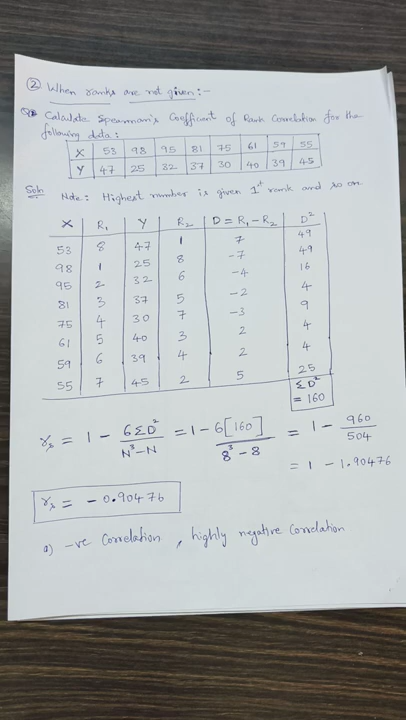 ② When ranks are not given :-
Q Calculate Spearman's Coefficient of Rank Correlation for the
following data :
X 53 98 95 81 75 61 59 55
Y 47 25 32 37 30 40 39 45
Soln Note : Highest number is given 1st rank and so on
X R₁ Y R₂ D = R₁ - R₂ D²
53 8 47 1 7 49
98 1 25 8 -7 49
95 2 32 6 -4 16
81 3 37 5 -2 4
75 4 30 7 -3 9
61 5 40 3 2 4
59 6 39 4 2 4
55 7 45 2 5 25
ΣD²
= 160
rₛ = 1 - 6ΣD² / N³-N = 1 - 6[160] / 8³ - 8 = 1 - 960 / 504
= 1 - 1.90476
rₛ = - 0.90476
a) -ve Correlation , highly negative Correlation